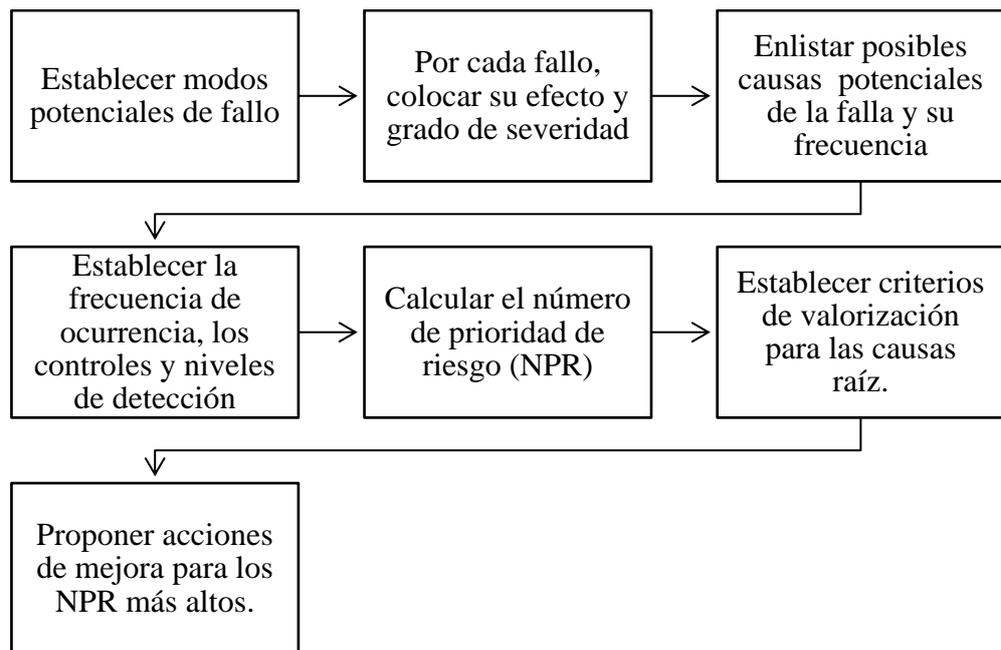 Establecer modos
potenciales de fallo
Por cada fallo,
colocar su efecto y
grado de severidad
Enlistar posibles
causas potenciales
de la falla y su
frecuencia
Establecer la
frecuencia de
ocurrencia, los
controles y niveles
de detección
Calcular el número
de prioridad de
riesgo (NPR)
Establecer criterios
de valorización
para las causas
raíz.
Proponer acciones
de mejora para los
NPR más altos.